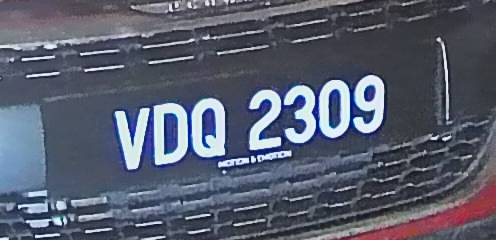 VDQ 2309
MOTION & EMOTION